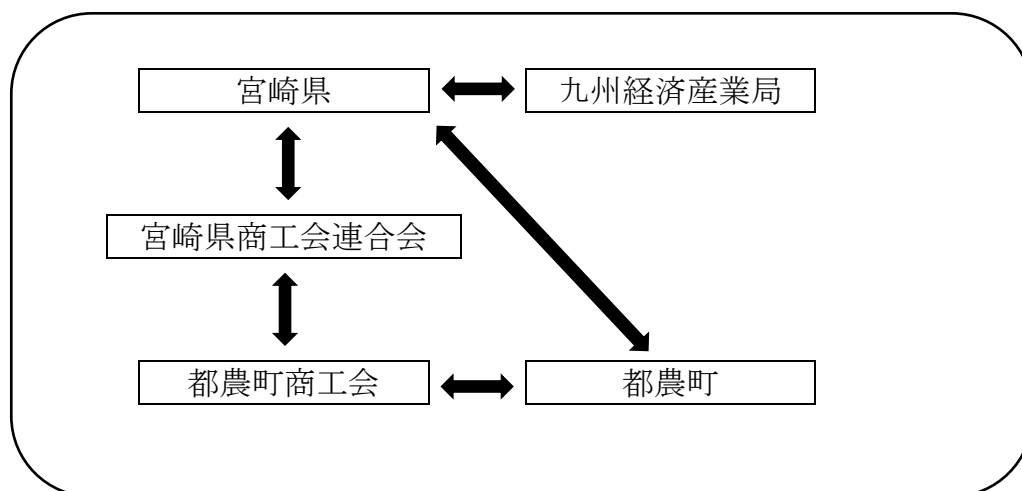 宮崎県
九州経済産業局
宮崎県商工会連合会
都農町商工会
都農町